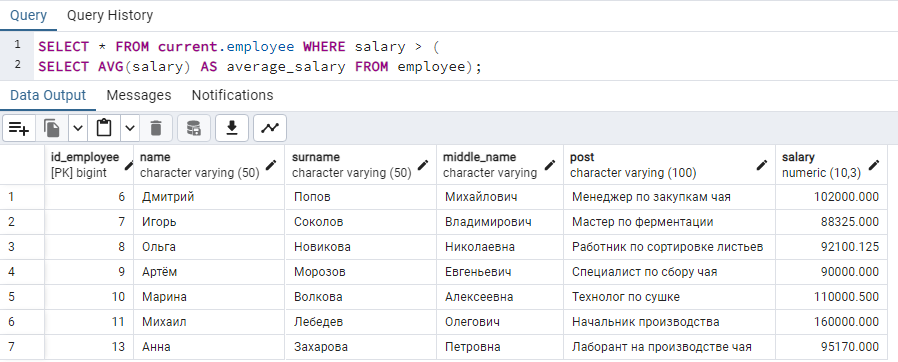 Query Query History
1 SELECT * FROM current.employee WHERE salary > (
2 SELECT AVG(salary) AS average_salary FROM employee);
Data Output Messages Notifications
id_employee name surname middle_name post salary
[PK] bigint character varying (50) character varying (50) character varying character varying (100) numeric (10,3)
1 6 Дмитрий Попов Михайлович Менеджер по закупкам чая 102000.000
2 7 Игорь Соколов Владимирович Мастер по ферментации 88325.000
3 8 Ольга Новикова Николаевна Работник по сортировке листьев 92100.125
4 9 Артём Морозов Евгеньевич Специалист по сбору чая 90000.000
5 10 Марина Волкова Алексеевна Технолог по сушке 110000.500
6 11 Михаил Лебедев Олегович Начальник производства 160000.000
7 13 Анна Захарова Петровна Лаборант на производстве чая 95170.000